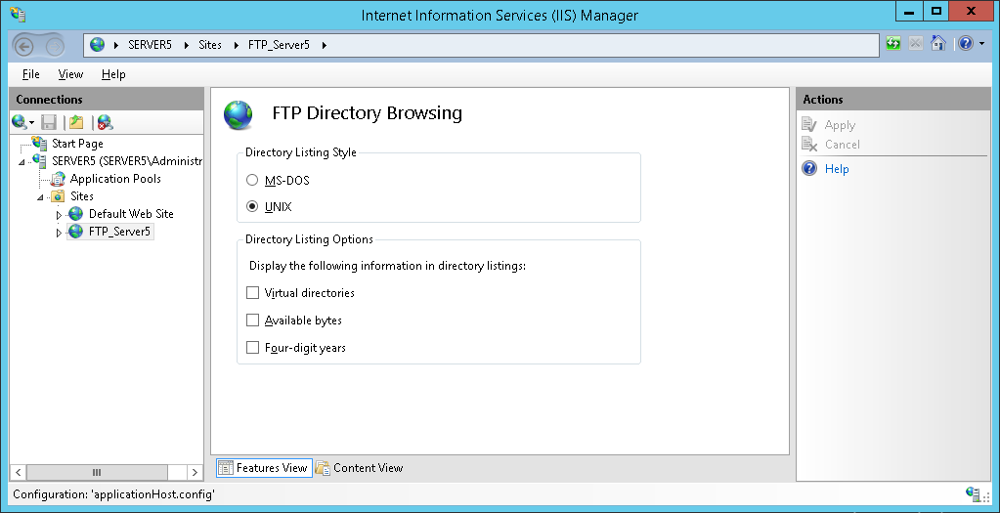 Internet Information Services (IIS) Manager
SERVER5 Sites FTP_Server5
File View Help
Connections
Start Page
SERVER5 (SERVER5\Administr
Application Pools
Sites
Default Web Site
FTP_Server5
FTP Directory Browsing
Directory Listing Style
MS-DOS
UNIX
Directory Listing Options
Display the following information in directory listings:
Virtual directories
Available bytes
Four-digit years
Features View Content View
Actions
Apply
Cancel
Help
Configuration: 'applicationHost.config'